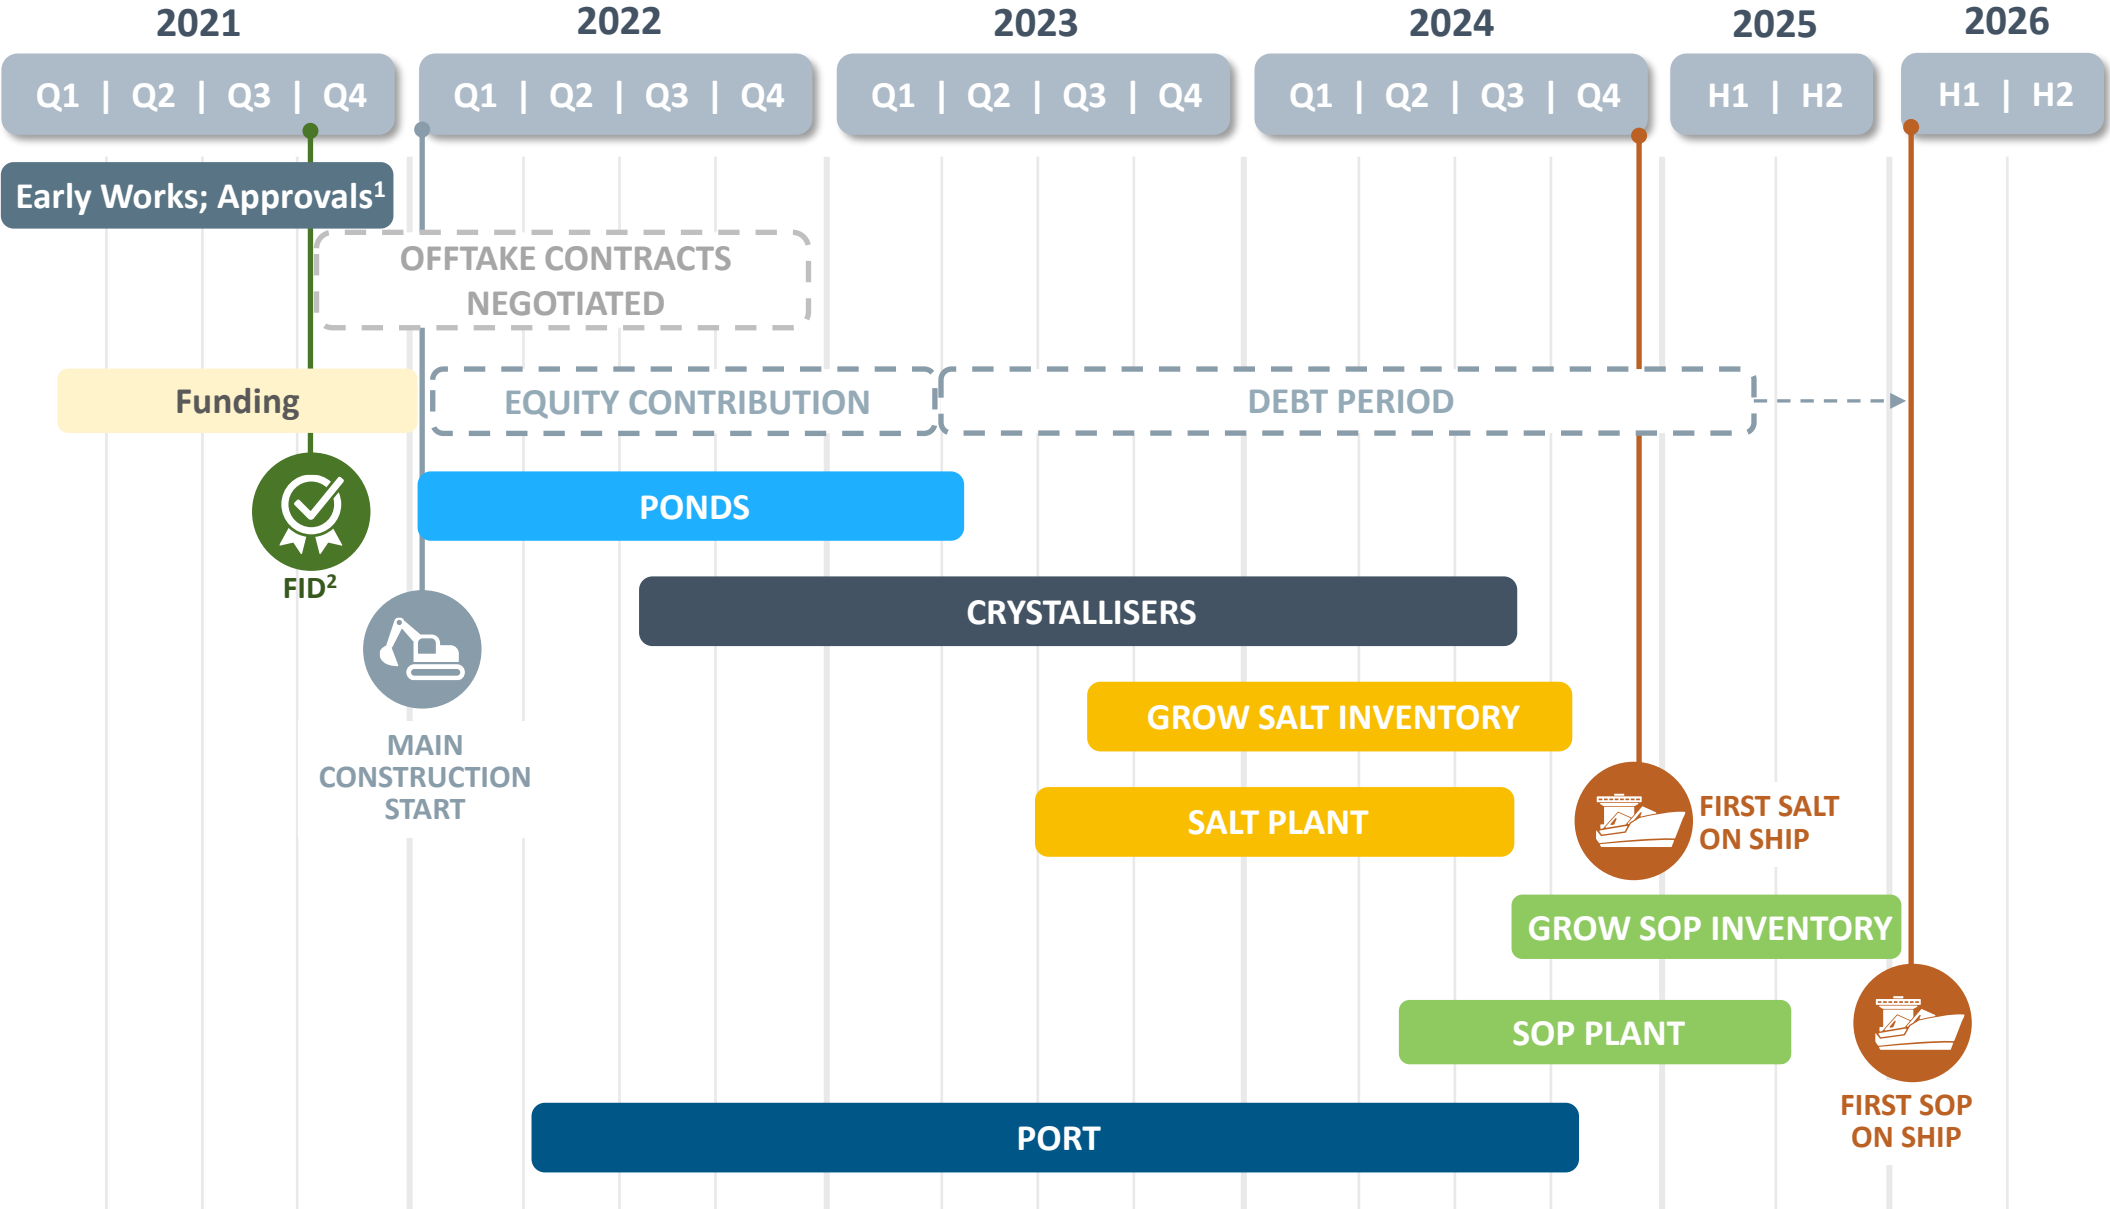 2021 2022 2023 2024 2025 2026
Q1 | Q2 | Q3 | Q4 Q1 | Q2 | Q3 | Q4 Q1 | Q2 | Q3 | Q4 Q1 | Q2 | Q3 | Q4 H1 | H2 H1 | H2
Early Works; Approvals¹
OFFTAKE CONTRACTS
NEGOTIATED
Funding
EQUITY CONTRIBUTION
DEBT PERIOD
PONDS
FID²
CRYSTALLISERS
MAIN
CONSTRUCTION
START
GROW SALT INVENTORY
SALT PLANT
FIRST SALT
ON SHIP
GROW SOP INVENTORY
SOP PLANT
FIRST SOP
ON SHIP
PORT